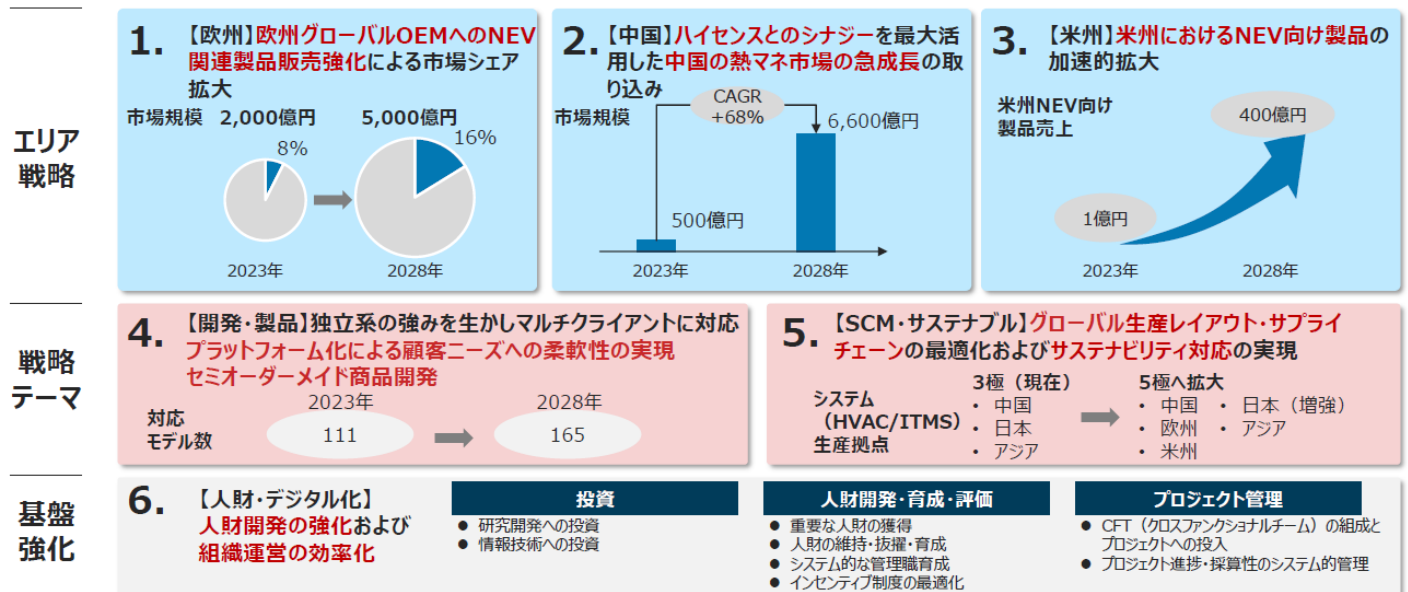 エリア
戦略
1.
【欧州】欧州グローバルOEMへのNEV
関連製品販売強化による市場シェア
拡大
市場規模 2,000億円 5,000億円
8%
16%
2023年 2028年
2.
【中国】ハイセンスとのシナジーを最大活
用した中国の熱マネ市場の急成長の取
り込み
市場規模
CAGR
+68%
6,600億円
500億円
2023年 2028年
3.
【米州】米州におけるNEV向け製品の
加速的拡大
米州NEV向け
製品売上
400億円
1億円
2023年 2028年
戦略
テーマ
4.
【開発・製品】独立系の強みを生かしマルチクライアントに対応
プラットフォーム化による顧客ニーズへの柔軟性の実現
セミオーダーメイド商品開発
2023年 2028年
対応
モデル数
111 165
5.
【SCM・サステナブル】グローバル生産レイアウト・サプライ
チェーンの最適化およびサステナビリティ対応の実現
システム
(HVAC/ITMS)
生産拠点
3極（現在）
• 中国
• 日本
• アジア
5極へ拡大
• 中国 • 日本（増強）
• 欧州 • アジア
• 米州
基盤
強化
6.
【人財・デジタル化】
人財開発の強化および
組織運営の効率化
投資
● 研究開発への投資
● 情報技術への投資
人財開発・育成・評価
● 重要な人財の獲得
● 人財の維持・抜擢・育成
● システム的な管理職育成
● インセンティブ制度の最適化
プロジェクト管理
● CFT（クロスファンクショナルチーム）の組成と
プロジェクトへの投入
● プロジェクト進捗・採算性のシステム的管理